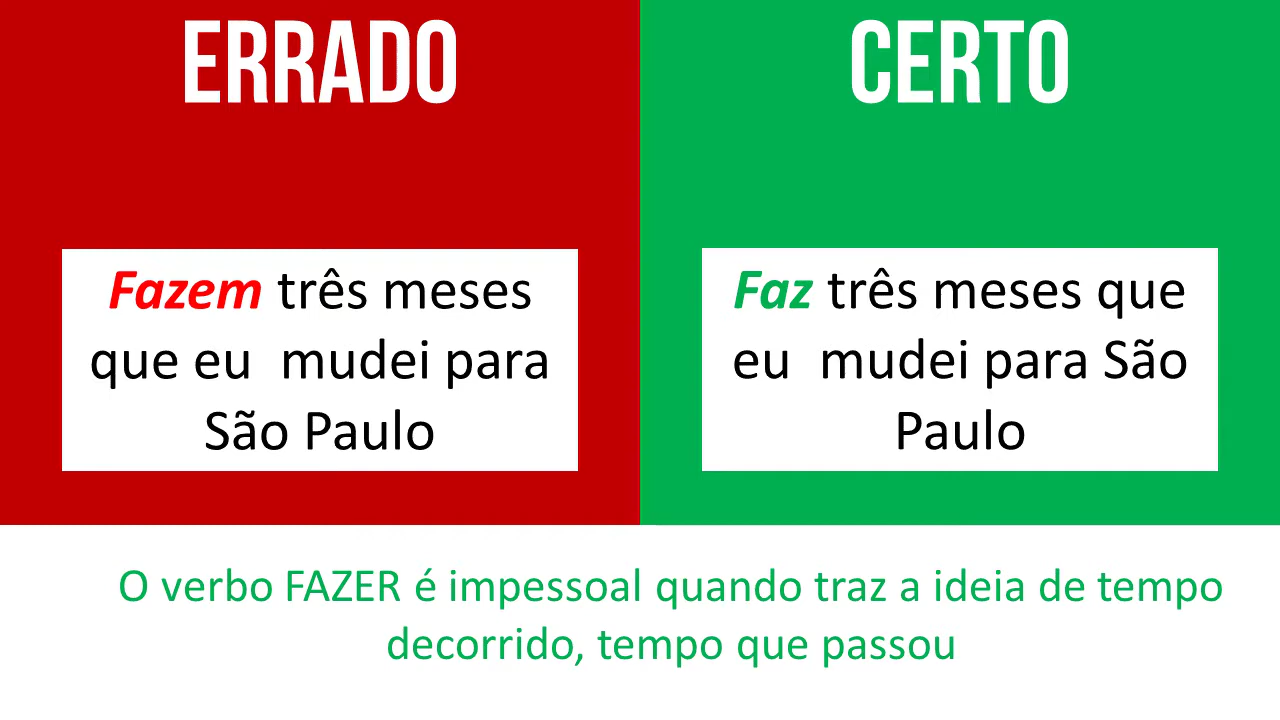 ERRADO
Fazem três meses
que eu  mudei para
São Paulo
CERTO
Faz três meses que
eu  mudei para São
Paulo
O verbo FAZER é impessoal quando traz a ideia de tempo
decorrido, tempo que passou